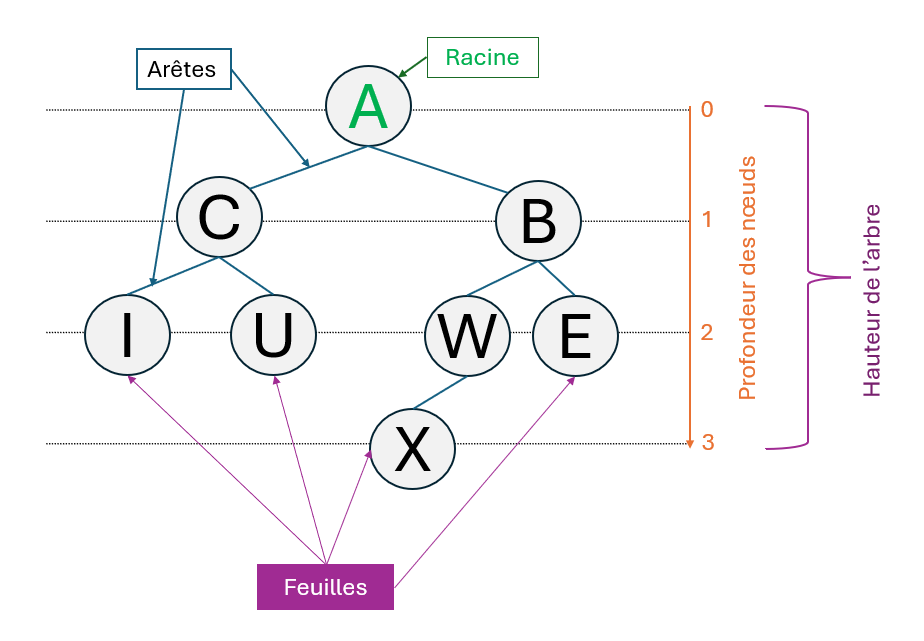 Racine
Arêtes
A
0
C
B
1
I
U
W
E
2
X
3
Profondeur des nœuds
Hauteur de l’arbre
Feuilles